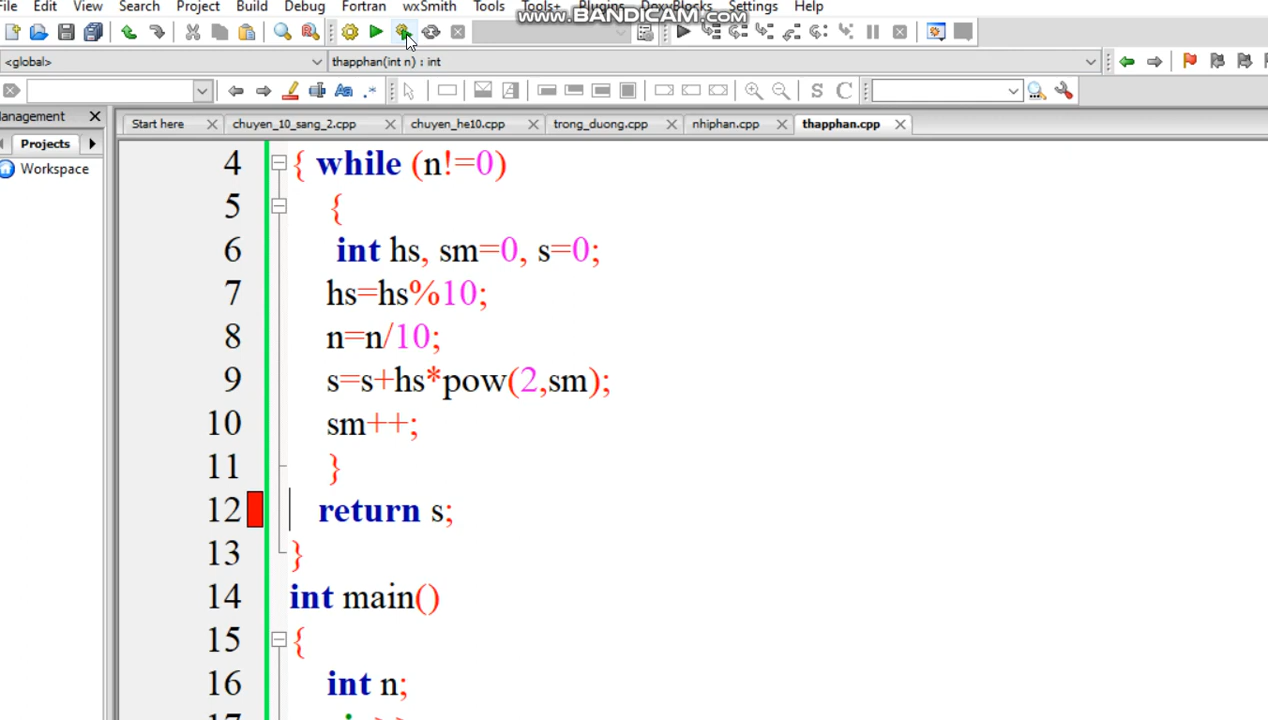 File Edit View Search Project Build Debug Fortran wxSmith Tools Tools+ Plugins DoxyBlocks Settings Help
www.BANDICAM.com
<global> thapphan(int n) : int
Management
Start here chuyen_10_sang_2.cpp chuyen_he10.cpp trong_duong.cpp nhiphan.cpp thapphan.cpp
Projects
Workspace
4 { while (n!=0)
5 {
6 int hs, sm=0, s=0;
7 hs=hs%10;
8 n=n/10;
9 s=s+hs*pow(2,sm);
10 sm++;
11 }
12 return s;
13 }
14 int main()
15 {
16 int n;